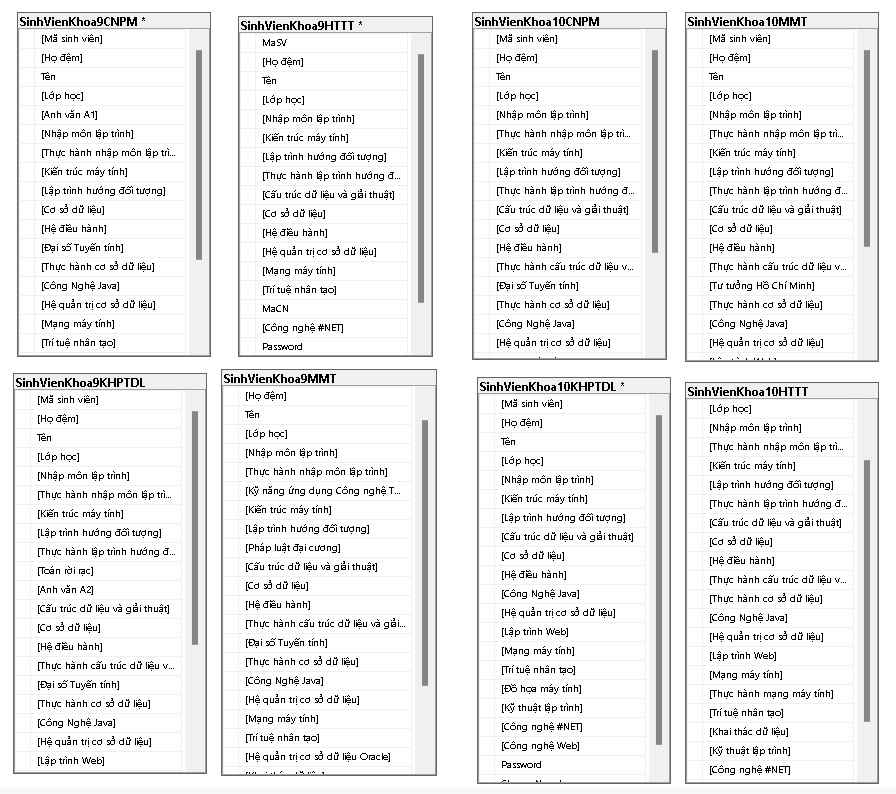 SinhVienKhoa9CNPM *
[Mã sinh viên]
[Họ đệm]
Tên
[Lớp học]
[Anh văn A1]
[Nhập môn lập trình]
[Thực hành nhập môn lập trì...
[Kiến trúc máy tính]
[Lập trình hướng đối tượng]
[Cơ sở dữ liệu]
[Hệ điều hành]
[Đại số Tuyến tính]
[Thực hành cơ sở dữ liệu]
[Công Nghệ Java]
[Hệ quản trị cơ sở dữ liệu]
[Mạng máy tính]
[Trí tuệ nhân tạo]
SinhVienKhoa9HTTT *
MaSV
[Họ đệm]
Tên
[Lớp học]
[Nhập môn lập trình]
[Kiến trúc máy tính]
[Lập trình hướng đối tượng]
[Thực hành lập trình hướng đ...
[Cấu trúc dữ liệu và giải thuật]
[Cơ sở dữ liệu]
[Hệ điều hành]
[Hệ quản trị cơ sở dữ liệu]
[Mạng máy tính]
[Trí tuệ nhân tạo]
MaCN
[Công nghệ #NET]
Password
SinhVienKhoa10CNPM
[Mã sinh viên]
[Họ đệm]
Tên
[Lớp học]
[Nhập môn lập trình]
[Thực hành nhập môn lập trì...
[Kiến trúc máy tính]
[Lập trình hướng đối tượng]
[Thực hành lập trình hướng đ...
[Cấu trúc dữ liệu và giải thuật]
[Cơ sở dữ liệu]
[Hệ điều hành]
[Thực hành cấu trúc dữ liệu v...
[Đại số Tuyến tính]
[Thực hành cơ sở dữ liệu]
[Công Nghệ Java]
[Hệ quản trị cơ sở dữ liệu]
SinhVienKhoa10MMT
[Mã sinh viên]
[Họ đệm]
Tên
[Lớp học]
[Nhập môn lập trình]
[Thực hành nhập môn lập trì...
[Kiến trúc máy tính]
[Lập trình hướng đối tượng]
[Thực hành lập trình hướng đ...
[Cấu trúc dữ liệu và giải thuật]
[Cơ sở dữ liệu]
[Hệ điều hành]
[Thực hành cấu trúc dữ liệu v...
[Tư tưởng Hồ Chí Minh]
[Thực hành cơ sở dữ liệu]
[Công Nghệ Java]
[Hệ quản trị cơ sở dữ liệu]
SinhVienKhoa9KHPTDL
[Mã sinh viên]
[Họ đệm]
Tên
[Lớp học]
[Nhập môn lập trình]
[Thực hành nhập môn lập trì...
[Kiến trúc máy tính]
[Lập trình hướng đối tượng]
[Thực hành lập trình hướng đ...
[Toán rời rạc]
[Anh văn A2]
[Cấu trúc dữ liệu và giải thuật]
[Cơ sở dữ liệu]
[Hệ điều hành]
[Thực hành cấu trúc dữ liệu v...
[Đại số Tuyến tính]
[Thực hành cơ sở dữ liệu]
[Công Nghệ Java]
[Hệ quản trị cơ sở dữ liệu]
[Lập trình Web]
SinhVienKhoa9MMT
[Họ đệm]
Tên
[Lớp học]
[Nhập môn lập trình]
[Thực hành nhập môn lập trình]
[Kỹ năng ứng dụng Công nghệ T...
[Kiến trúc máy tính]
[Lập trình hướng đối tượng]
[Pháp luật đại cương]
[Cấu trúc dữ liệu và giải thuật]
[Cơ sở dữ liệu]
[Hệ điều hành]
[Thực hành cấu trúc dữ liệu và giải...
[Đại số Tuyến tính]
[Thực hành cơ sở dữ liệu]
[Công Nghệ Java]
[Hệ quản trị cơ sở dữ liệu]
[Mạng máy tính]
[Trí tuệ nhân tạo]
[Hệ quản trị cơ sở dữ liệu Oracle]
SinhVienKhoa10KHPTDL *
[Mã sinh viên]
[Họ đệm]
Tên
[Lớp học]
[Nhập môn lập trình]
[Kiến trúc máy tính]
[Lập trình hướng đối tượng]
[Cấu trúc dữ liệu và giải thuật]
[Cơ sở dữ liệu]
[Hệ điều hành]
[Công Nghệ Java]
[Hệ quản trị cơ sở dữ liệu]
[Lập trình Web]
[Mạng máy tính]
[Trí tuệ nhân tạo]
[Đồ họa máy tính]
[Kỹ thuật lập trình]
[Công nghệ #NET]
[Công nghệ Web]
Password
SinhVienKhoa10HTTT
[Lớp học]
[Nhập môn lập trình]
[Thực hành nhập môn lập trì...
[Kiến trúc máy tính]
[Lập trình hướng đối tượng]
[Thực hành lập trình hướng đ...
[Cấu trúc dữ liệu và giải thuật]
[Cơ sở dữ liệu]
[Hệ điều hành]
[Thực hành cấu trúc dữ liệu v...
[Thực hành cơ sở dữ liệu]
[Công Nghệ Java]
[Hệ quản trị cơ sở dữ liệu]
[Lập trình Web]
[Mạng máy tính]
[Thực hành mạng máy tính]
[Trí tuệ nhân tạo]
[Khai thác dữ liệu]
[Kỹ thuật lập trình]
[Công nghệ #NET]